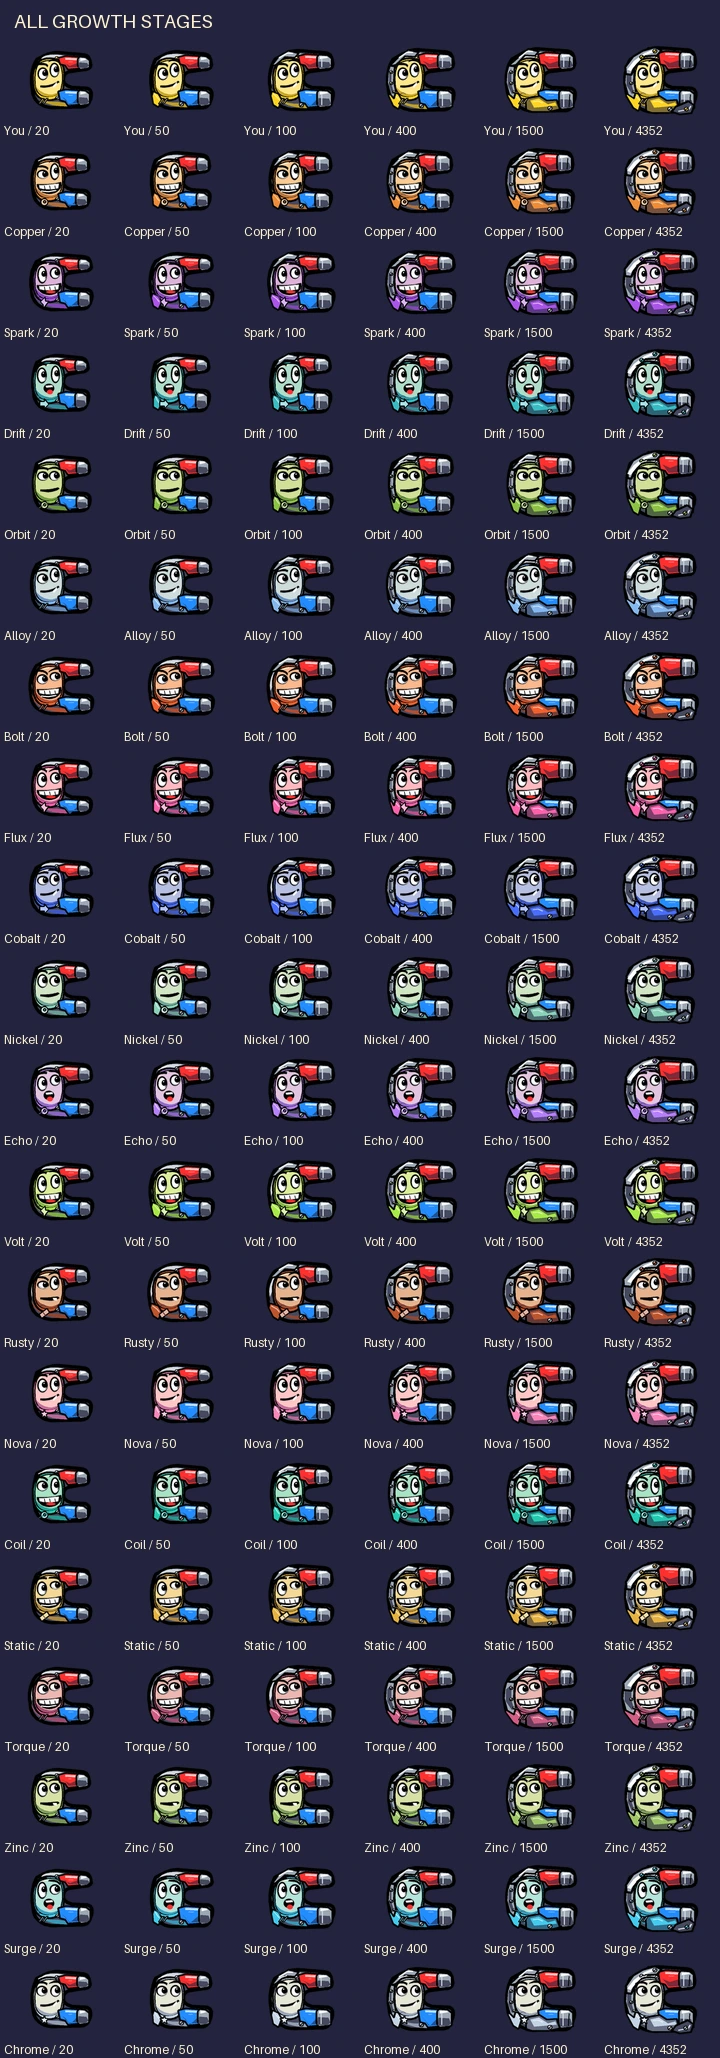 ALL GROWTH STAGES
You / 20 You / 50 You / 100 You / 400 You / 1500 You / 4352
Copper / 20 Copper / 50 Copper / 100 Copper / 400 Copper / 1500 Copper / 4352
Spark / 20 Spark / 50 Spark / 100 Spark / 400 Spark / 1500 Spark / 4352
Drift / 20 Drift / 50 Drift / 100 Drift / 400 Drift / 1500 Drift / 4352
Orbit / 20 Orbit / 50 Orbit / 100 Orbit / 400 Orbit / 1500 Orbit / 4352
Alloy / 20 Alloy / 50 Alloy / 100 Alloy / 400 Alloy / 1500 Alloy / 4352
Bolt / 20 Bolt / 50 Bolt / 100 Bolt / 400 Bolt / 1500 Bolt / 4352
Flux / 20 Flux / 50 Flux / 100 Flux / 400 Flux / 1500 Flux / 4352
Cobalt / 20 Cobalt / 50 Cobalt / 100 Cobalt / 400 Cobalt / 1500 Cobalt / 4352
Nickel / 20 Nickel / 50 Nickel / 100 Nickel / 400 Nickel / 1500 Nickel / 4352
Echo / 20 Echo / 50 Echo / 100 Echo / 400 Echo / 1500 Echo / 4352
Volt / 20 Volt / 50 Volt / 100 Volt / 400 Volt / 1500 Volt / 4352
Rusty / 20 Rusty / 50 Rusty / 100 Rusty / 400 Rusty / 1500 Rusty / 4352
Nova / 20 Nova / 50 Nova / 100 Nova / 400 Nova / 1500 Nova / 4352
Coil / 20 Coil / 50 Coil / 100 Coil / 400 Coil / 1500 Coil / 4352
Static / 20 Static / 50 Static / 100 Static / 400 Static / 1500 Static / 4352
Torque / 20 Torque / 50 Torque / 100 Torque / 400 Torque / 1500 Torque / 4352
Zinc / 20 Zinc / 50 Zinc / 100 Zinc / 400 Zinc / 1500 Zinc / 4352
Surge / 20 Surge / 50 Surge / 100 Surge / 400 Surge / 1500 Surge / 4352
Chrome / 20 Chrome / 50 Chrome / 100 Chrome / 400 Chrome / 1500 Chrome / 4352